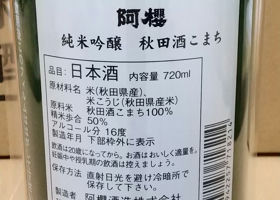 阿櫻
純米吟醸 秋田酒こまち
品目 日本酒 内容量 720ml
原材料名 米(秋田県産)、
米こうじ(秋田県産米)
原料米 秋田酒こまち100%
精米歩合 50%
アルコール分 16度
製造年月 下部枠外に表示
飲酒は20歳になってから。お酒はおいしく適量を。
妊娠中や授乳期の飲酒は控えましょう。
保存方法 直射日光を避け冷暗所で
保存して下さい。
製造者 阿櫻酒造株式会社